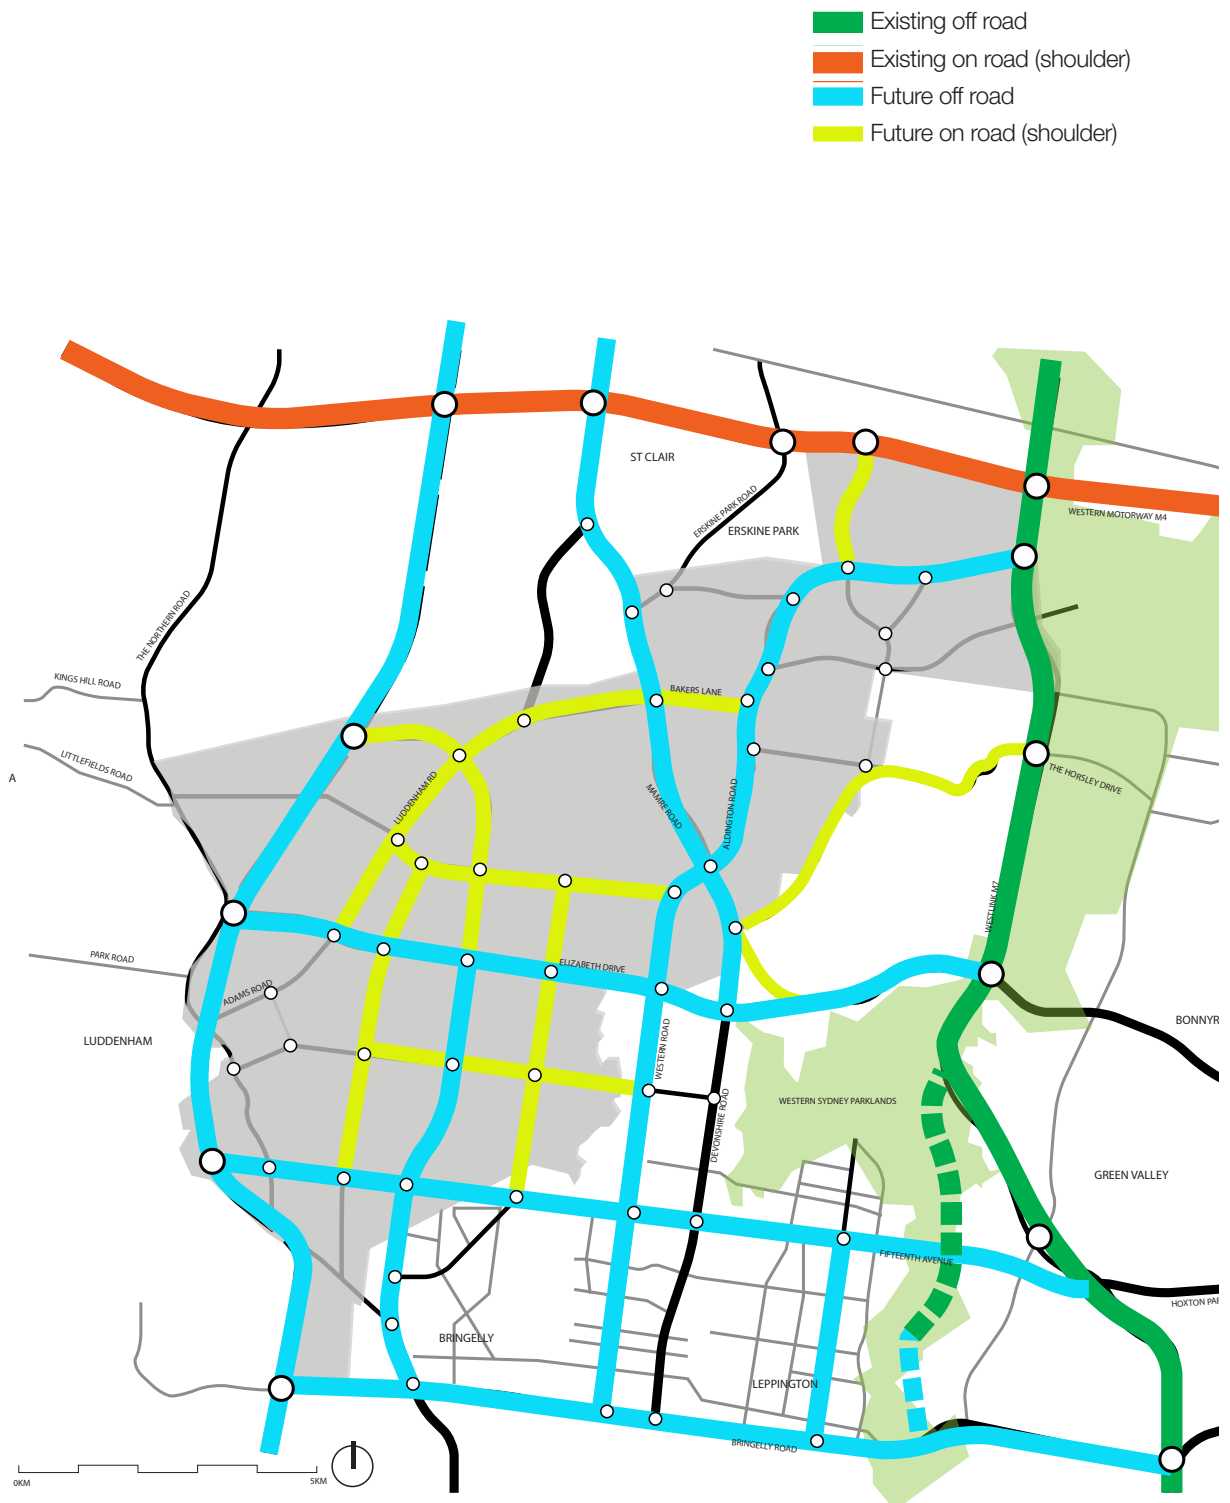 Existing off road
Existing on road (shoulder)
Future off road
Future on road (shoulder)
ST CLAIR
ERSKINE PARK ROAD
ERSKINE PARK
WESTERN MOTORWAY M4
THE NORTHERN ROAD
KINGS HILL ROAD
BAKERS LANE
LITTLEFIELDS ROAD
A
LUDDENHAM RD
MAMRE ROAD
ALDINGTON ROAD
THE HORSLEY DRIVE
WESTLINK M7
PARK ROAD
ELIZABETH DRIVE
ADAMS ROAD
LUDDENHAM
WESTERN ROAD
BONNYR
WESTERN SYDNEY PARKLANDS
DEVONSHIRE ROAD
GREEN VALLEY
FIFTEENTH AVENUE
HOXTON PAR
BRINGELLY
LEPPINGTON
BRINGELLY ROAD
0KM
5KM